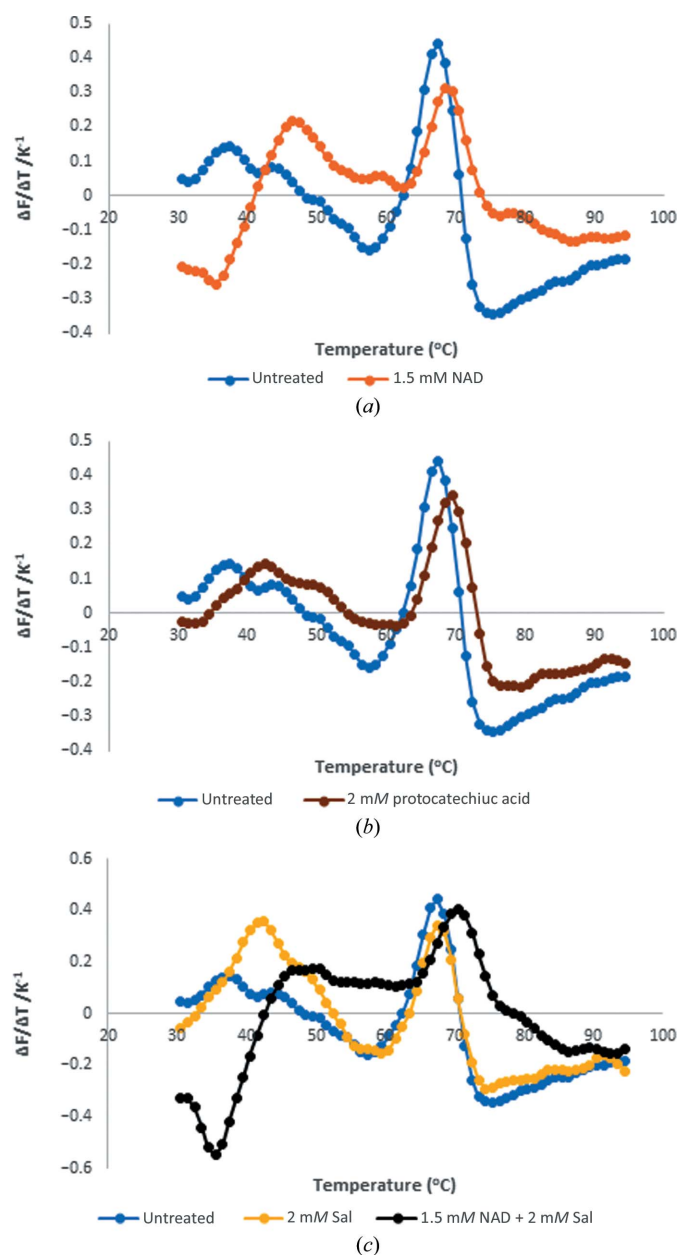 0.5
0.4
0.3
0.2
0.1
0
−0.1
−0.2
−0.3
−0.4
ΔF/ΔT /K⁻¹
20 30 40 50 60 70 80 90 100
Temperature (°C)
Untreated 1.5 mM NAD
(a)
0.5
0.4
0.3
0.2
0.1
0
−0.1
−0.2
−0.3
−0.4
ΔF/ΔT /K⁻¹
20 30 40 50 60 70 80 90 100
Temperature (°C)
Untreated 2 mM protocatechiuc acid
(b)
0.6
0.4
0.2
0
−0.2
−0.4
−0.6
ΔF/ΔT /K⁻¹
20 30 40 50 60 70 80 90 100
Temperature (°C)
Untreated 2 mM Sal 1.5 mM NAD + 2 mM Sal
(c)